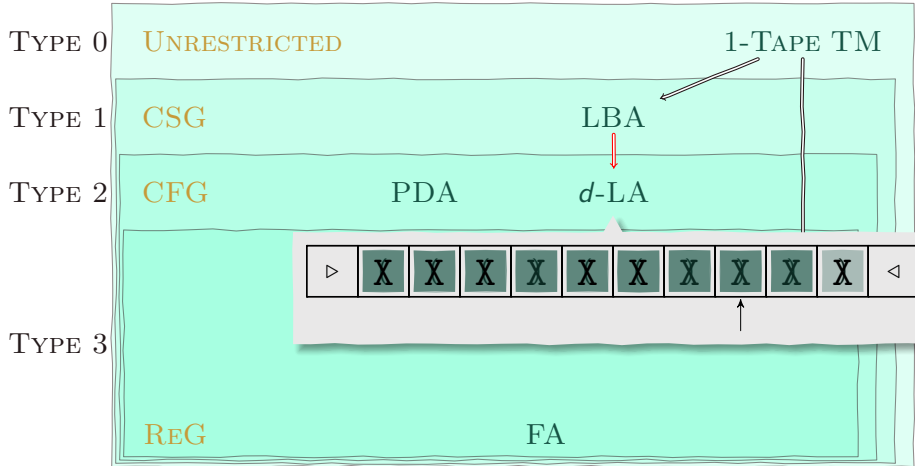 TYPE 0 UNRESTRICTED 1-TAPE TM
TYPE 1 CSG LBA
TYPE 2 CFG PDA d-LA
▷ X X X X X X X X X X ◁
TYPE 3
REG FA